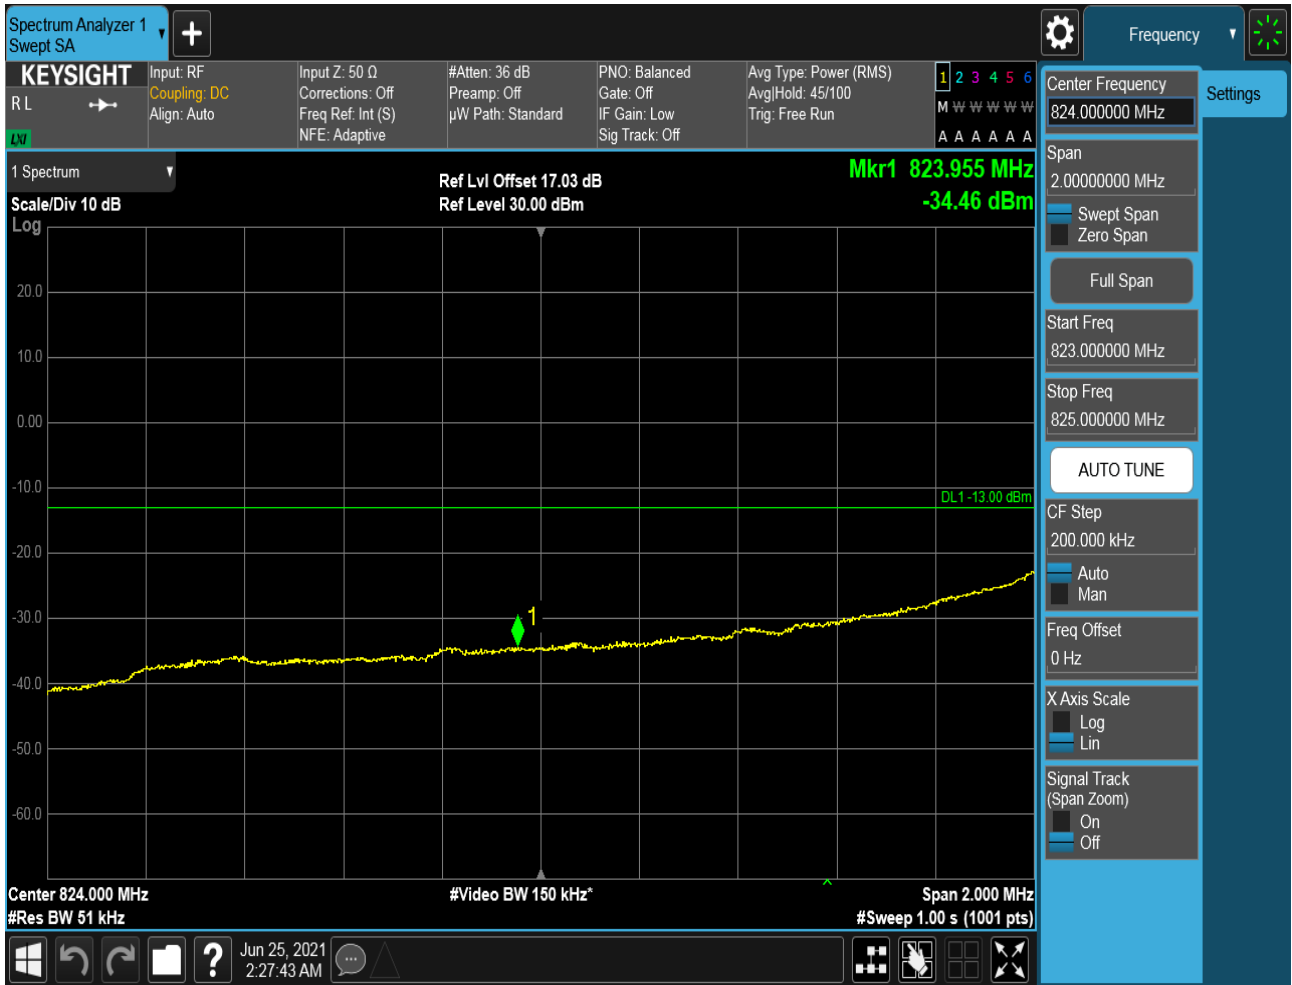 Spectrum Analyzer 1
Swept SA
Frequency
KEYSIGHT
R L
LXI
Input: RF
Coupling: DC
Align: Auto
Input Z: 50 Ω
Corrections: Off
Freq Ref: Int (S)
NFE: Adaptive
#Atten: 36 dB
Preamp: Off
µW Path: Standard
PNO: Balanced
Gate: Off
IF Gain: Low
Sig Track: Off
Avg Type: Power (RMS)
Avg|Hold: 45/100
Trig: Free Run
1 2 3 4 5 6
M W W W W W
A A A A A A
1 Spectrum
Scale/Div 10 dB
Log
Ref Lvl Offset 17.03 dB
Ref Level 30.00 dBm
Mkr1 823.955 MHz
-34.46 dBm
20.0
10.0
0.00
-10.0
DL1 -13.00 dBm
-20.0
-30.0
1
-40.0
-50.0
-60.0
Center 824.000 MHz
#Res BW 51 kHz
#Video BW 150 kHz*
Span 2.000 MHz
#Sweep 1.00 s (1001 pts)
?
Jun 25, 2021
2:27:43 AM
Center Frequency
824.000000 MHz
Settings
Span
2.00000000 MHz
Swept Span
Zero Span
Full Span
Start Freq
823.000000 MHz
Stop Freq
825.000000 MHz
AUTO TUNE
CF Step
200.000 kHz
Auto
Man
Freq Offset
0 Hz
X Axis Scale
Log
Lin
Signal Track
(Span Zoom)
On
Off